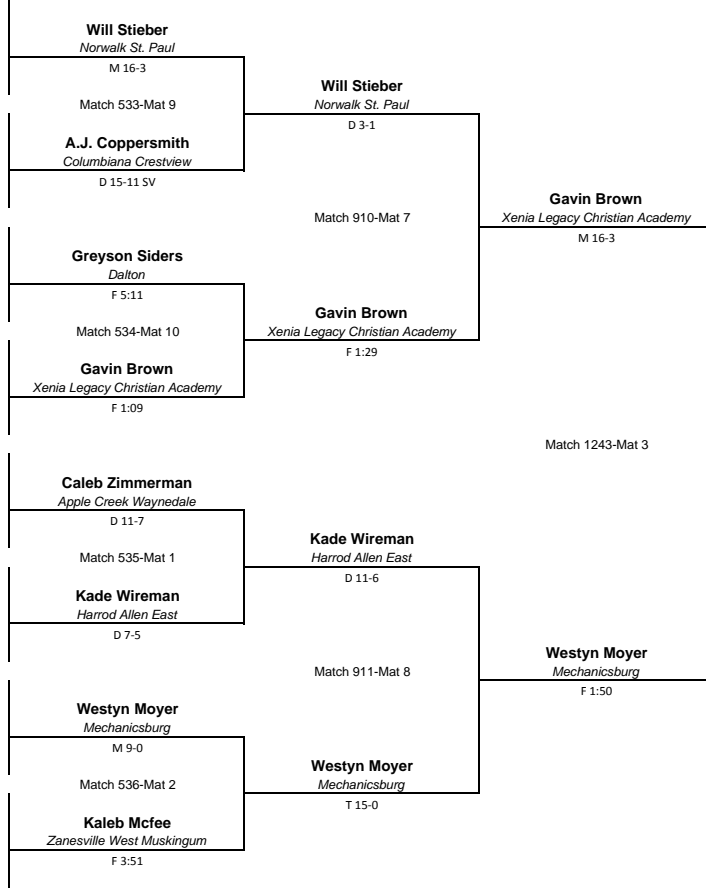 Will Stieber
Norwalk St. Paul
M 16-3
Match 533-Mat 9
A.J. Coppersmith
Columbiana Crestview
D 15-11 SV
Greyson Siders
Dalton
F 5:11
Match 534-Mat 10
Gavin Brown
Xenia Legacy Christian Academy
F 1:09
Caleb Zimmerman
Apple Creek Waynedale
D 11-7
Match 535-Mat 1
Kade Wireman
Harrod Allen East
D 7-5
Westyn Moyer
Mechanicsburg
M 9-0
Match 536-Mat 2
Kaleb Mcfee
Zanesville West Muskingum
F 3:51
Will Stieber
Norwalk St. Paul
D 3-1
Match 910-Mat 7
Gavin Brown
Xenia Legacy Christian Academy
F 1:29
Kade Wireman
Harrod Allen East
D 11-6
Match 911-Mat 8
Westyn Moyer
Mechanicsburg
T 15-0
Gavin Brown
Xenia Legacy Christian Academy
M 16-3
Match 1243-Mat 3
Westyn Moyer
Mechanicsburg
F 1:50